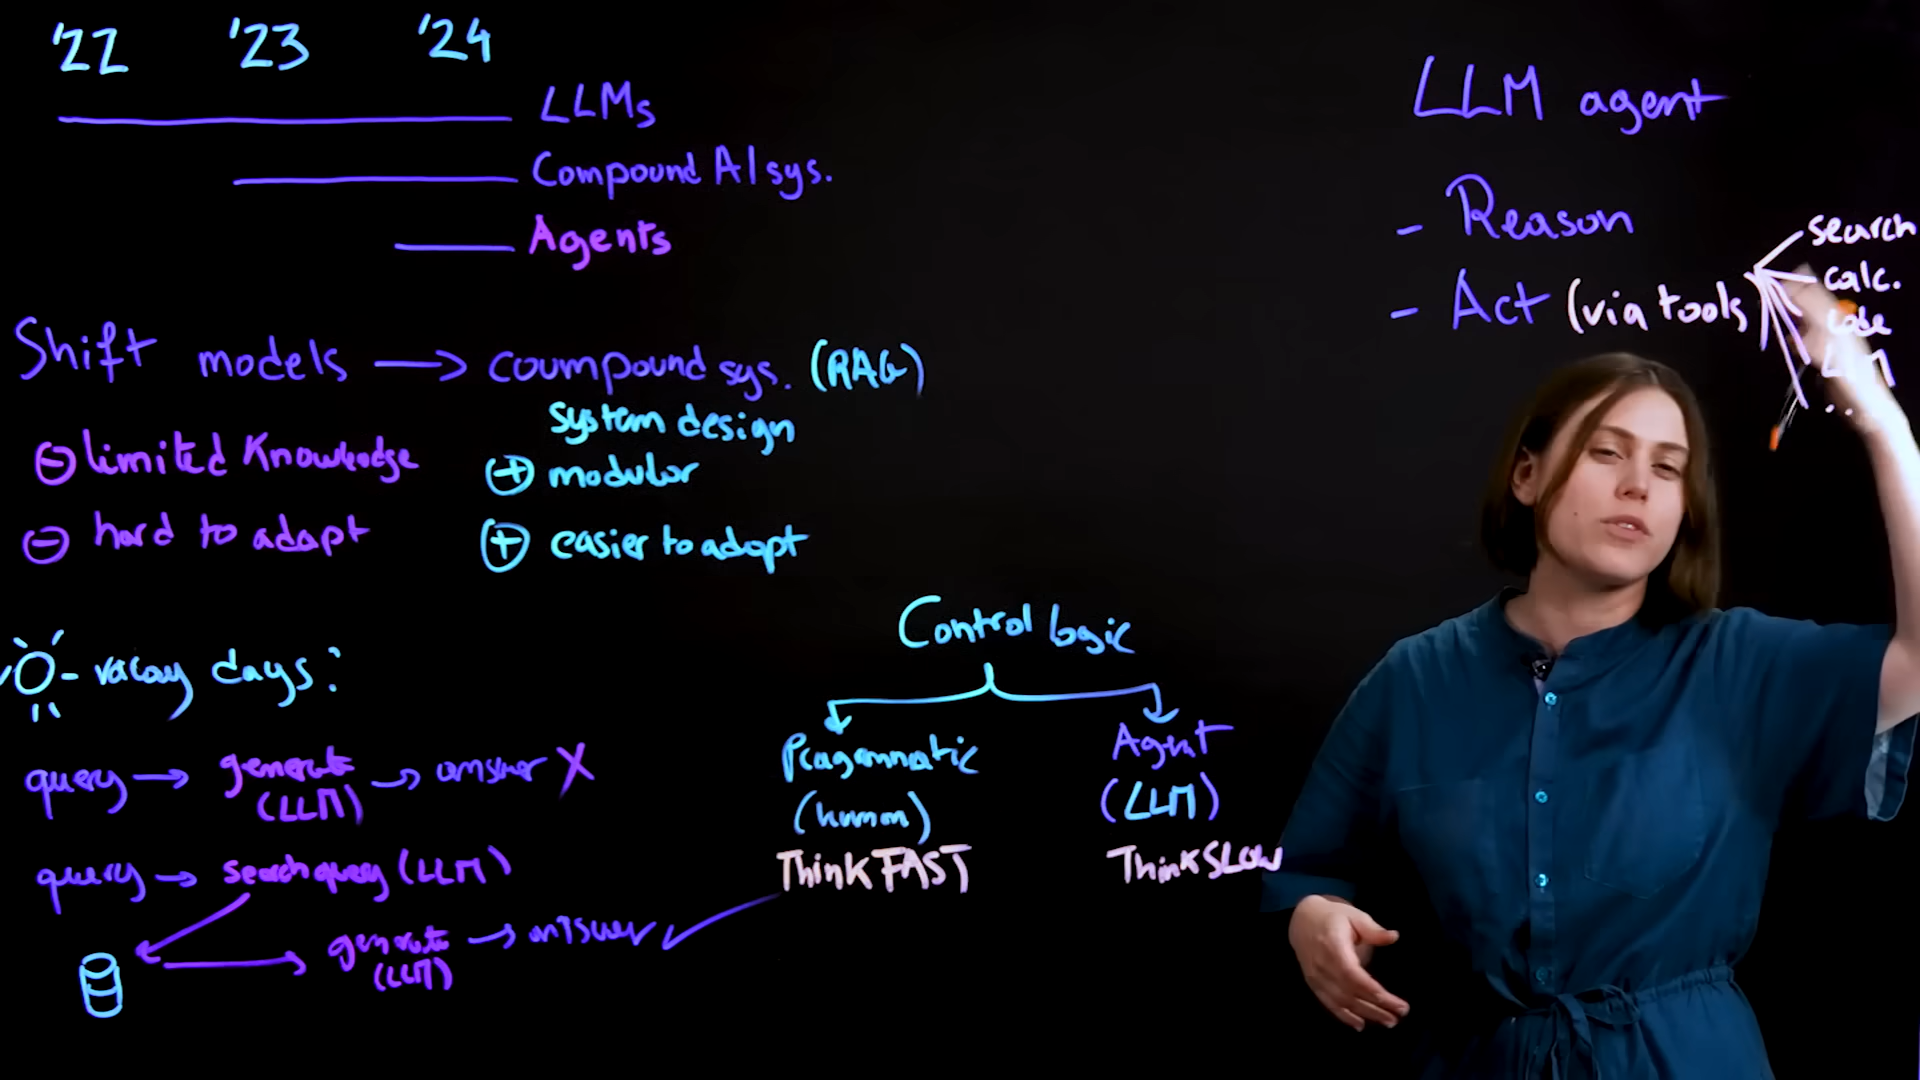 '22 '23 '24
LLMs
Compound AI sys.
Agents
Shift models → coumpound sys. (RAG)
system design
⊖ limited knowledge
⊕ modular
⊖ hard to adapt
⊕ easier to adapt
- vacay days:
query → generate → answer X
(LLM)
query → search query (LLM)
generate → answer
(LLM)
Control logic
Pragammatic
(human)
Think FAST
Agent
(LLM)
Think SLOW
LLM agent
- Reason
- Act (via tools)
search
calc.
...